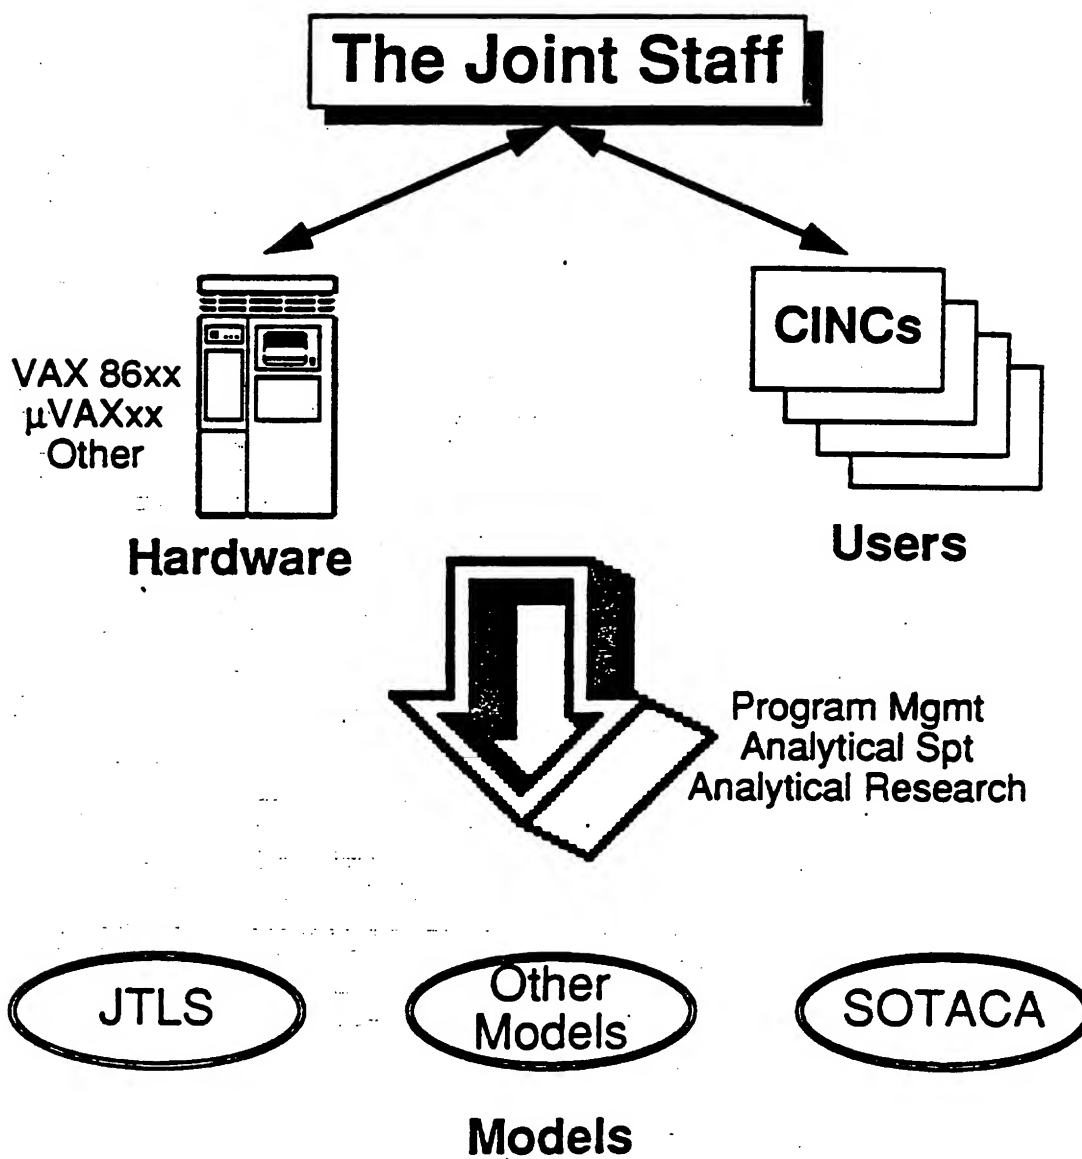 The Joint Staff
VAX 86xx
µVAXxx
Other
Hardware
CINCs
Users
Program Mgmt
Analytical Spt
Analytical Research
JTLS
Other
Models
SOTACA
Models